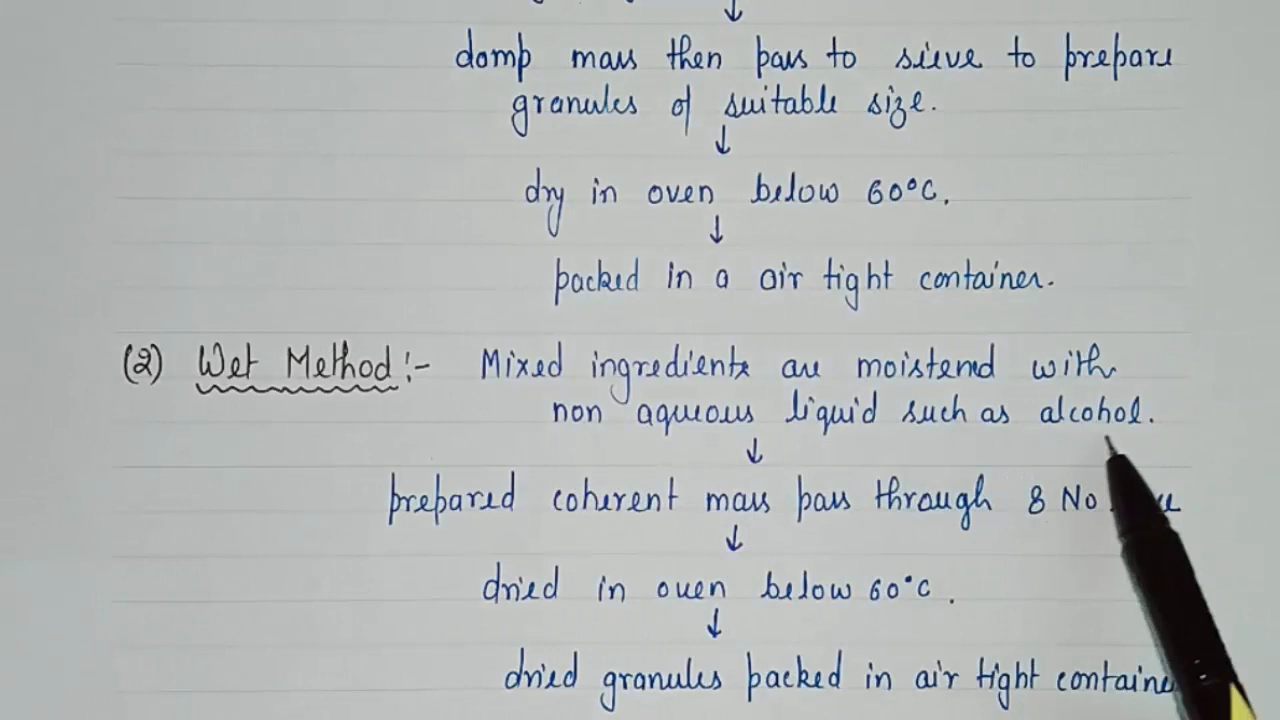 ↓
damp mass then pass to sieve to prepare
granules of suitable size.
↓
dry in oven below 60°C.
↓
packed in a air tight container.
(2) Wet Method:- Mixed ingredients are moistened with
non aqueous liquid such as alcohol.
↓
prepared coherent mass pass through 8 No
↓
dried in oven below 60°C.
↓
dried granules packed in air tight containe